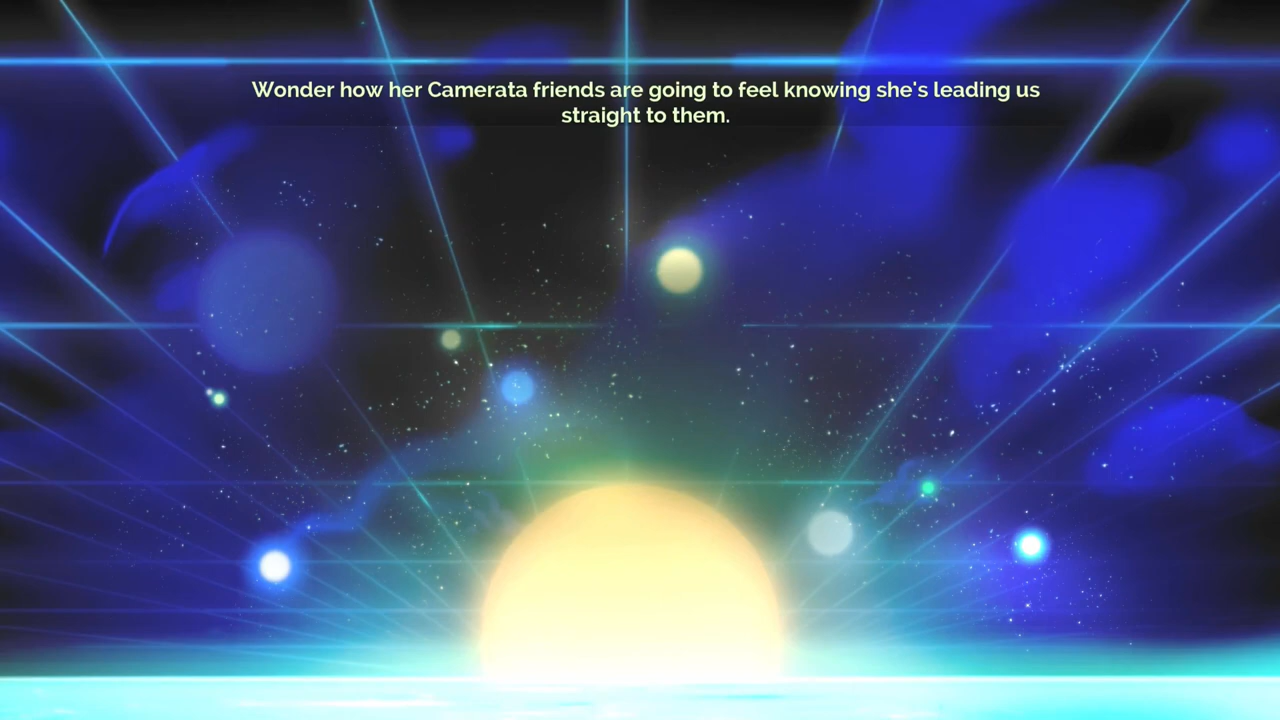 Wonder how her Camerata friends are going to feel knowing she's leading us
straight to them.